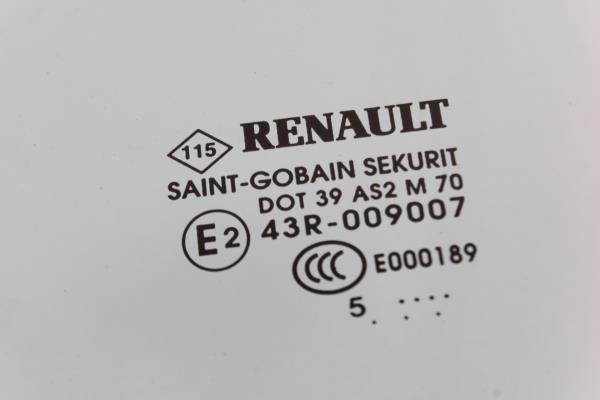 115 RENAULT
SAINT-GOBAIN SEKURIT
DOT 39 AS2 M 70
E2 43R-009007
CCC E000189
5